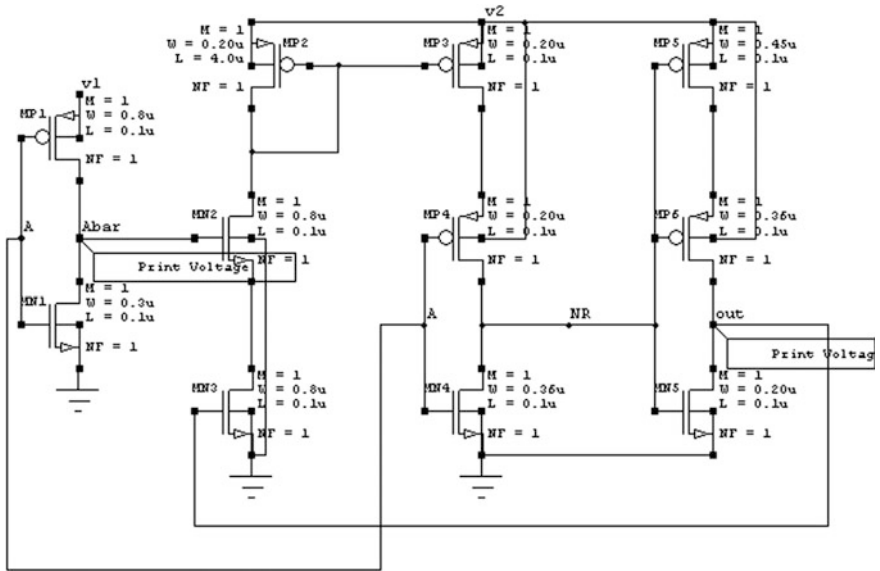 v2
M = 1
W = 0.20u
L = 4.0u
MP2
NF = 1
MP3
M = 1
W = 0.20u
L = 0.1u
NF = 1
MP5
M = 1
W = 0.45u
L = 0.1u
NF = 1
v1
MP1
M = 1
W = 0.8u
L = 0.1u
NF = 1
A
Abar
MN2
M = 1
W = 0.8u
L = 0.1u
NF = 1
Print Voltage
MP4
M = 1
W = 0.20u
L = 0.1u
NF = 1
MP6
M = 1
W = 0.36u
L = 0.1u
NF = 1
MN1
M = 1
W = 0.3u
L = 0.1u
NF = 1
A
NR
out
Print Voltag
MN3
M = 1
W = 0.8u
L = 0.1u
NF = 1
MN4
M = 1
W = 0.36u
L = 0.1u
NF = 1
MN5
M = 1
W = 0.20u
L = 0.1u
NF = 1